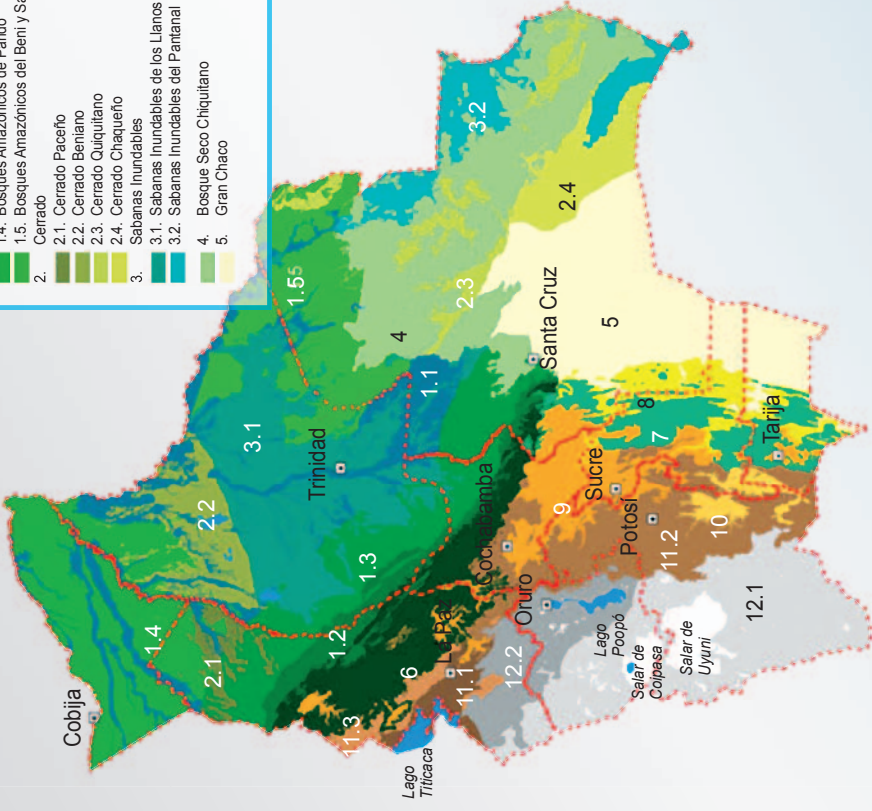 1.4. Bosques Amazónicos de Pando
1.5. Bosques Amazónicos del Beni y Sa
2. Cerrado
2.1. Cerrado Paceño
2.2. Cerrado Beniano
2.3. Cerrado Quiquitano
2.4. Cerrado Chaqueño
3. Sabanas Inundables
3.1. Sabanas Inundables de los Llanos
3.2. Sabanas Inundables del Pantanal
4. Bosque Seco Chiquitano
5. Gran Chaco
Cobija
1.4
2.1
2.2
3.1
1.55
Trinidad
1.3
1.2
4
1.1
2.3
3.2
2.4
11.3
6
La Paz
11.1
Lago
Titicaca
12.2
Oruro
Cochabamba
Santa Cruz
5
9
Sucre
7
8
Potosí
11.2
10
Tarija
Lago
Poopó
Salar de
Coipasa
Salar de
Uyuni
12.1